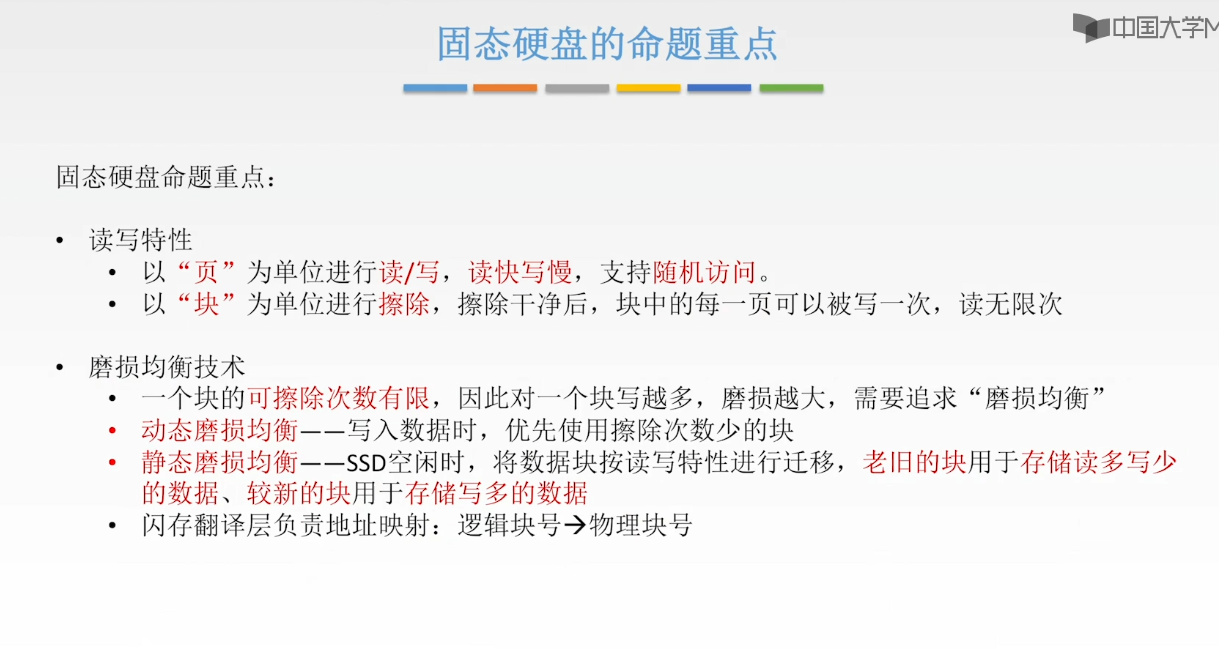 固态硬盘的命题重点
中国大学M
固态硬盘命题重点：
• 读写特性
• 以“页”为单位进行读/写，读快写慢，支持随机访问。
• 以“块”为单位进行擦除，擦除干净后，块中的每一页可以被写一次，读无限次
• 磨损均衡技术
• 一个块的可擦除次数有限，因此对一个块写越多，磨损越大，需要追求“磨损均衡”
• 动态磨损均衡——写入数据时，优先使用擦除次数少的块
• 静态磨损均衡——SSD空闲时，将数据块按读写特性进行迁移，老旧的块用于存储读多写少
的数据、较新的块用于存储写多的数据
• 闪存翻译层负责地址映射：逻辑块号→物理块号